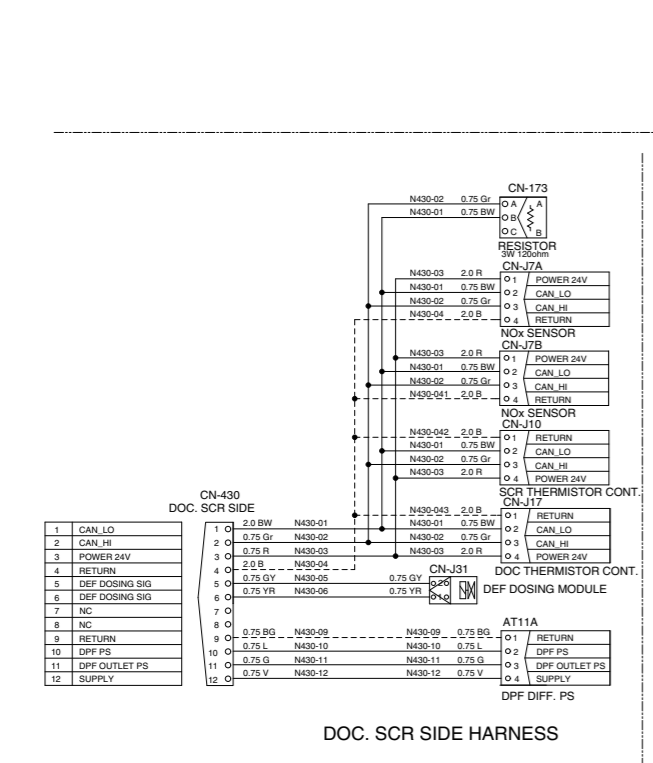 CN-173
N430-02 0.75 Gr A A
N430-01 0.75 BW B
C B
RESISTOR
3W 120ohm
CN-J7A
N430-03 2.0 R 1 POWER 24V
N430-01 0.75 BW 2 CAN_LO
N430-02 0.75 Gr 3 CAN_HI
N430-04 2.0 B 4 RETURN
NOx SENSOR
CN-J7B
N430-03 2.0 R 1 POWER 24V
N430-01 0.75 BW 2 CAN_LO
N430-02 0.75 Gr 3 CAN_HI
N430-041 2.0 B 4 RETURN
NOx SENSOR
CN-J10
N430-042 2.0 B 1 RETURN
N430-01 0.75 BW 2 CAN_LO
N430-02 0.75 Gr 3 CAN_HI
N430-03 2.0 R 4 POWER 24V
SCR THERMISTOR CONT.
CN-J17
N430-043 2.0 B 1 RETURN
N430-01 0.75 BW 2 CAN_LO
N430-02 0.75 Gr 3 CAN_HI
N430-03 2.0 R 4 POWER 24V
DOC THERMISTOR CONT.
CN-430
DOC. SCR SIDE
1 CAN_LO
2 CAN_HI
3 POWER 24V
4 RETURN
5 DEF DOSING SIG
6 DEF DOSING SIG
7 NC
8 NC
9 RETURN
10 DPF PS
11 DPF OUTLET PS
12 SUPPLY
1 2.0 BW N430-01
2 0.75 Gr N430-02
3 0.75 R N430-03
4 2.0 B N430-04
5 0.75 GY N430-05
6 0.75 YR N430-06
7
8
9 0.75 BG N430-09
10 0.75 L N430-10
11 0.75 G N430-11
12 0.75 V N430-12
CN-J31
0.75 GY 2
0.75 YR 1
DEF DOSING MODULE
AT11A
N430-09 0.75 BG 1 RETURN
N430-10 0.75 L 2 DPF PS
N430-11 0.75 G 3 DPF OUTLET PS
N430-12 0.75 V 4 SUPPLY
DPF DIFF. PS
DOC. SCR SIDE HARNESS